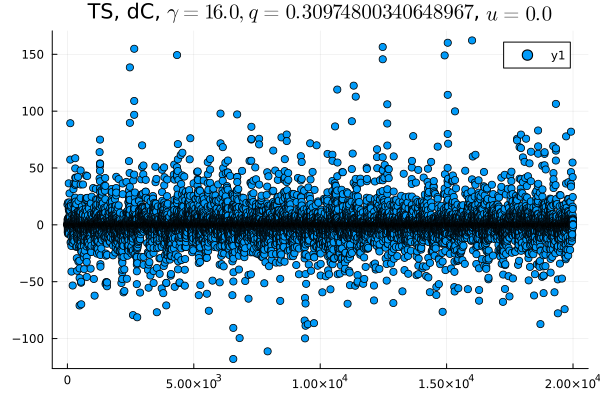 TS, dC, γ = 16.0, q = 0.30974800340648967, u = 0.0
y1
150
100
50
0
−50
−100
0 5.00×10³ 1.00×10⁴ 1.50×10⁴ 2.00×10⁴